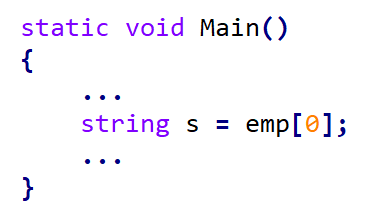 static void Main()
{
    ...
    string s = emp[0];
    ...
}